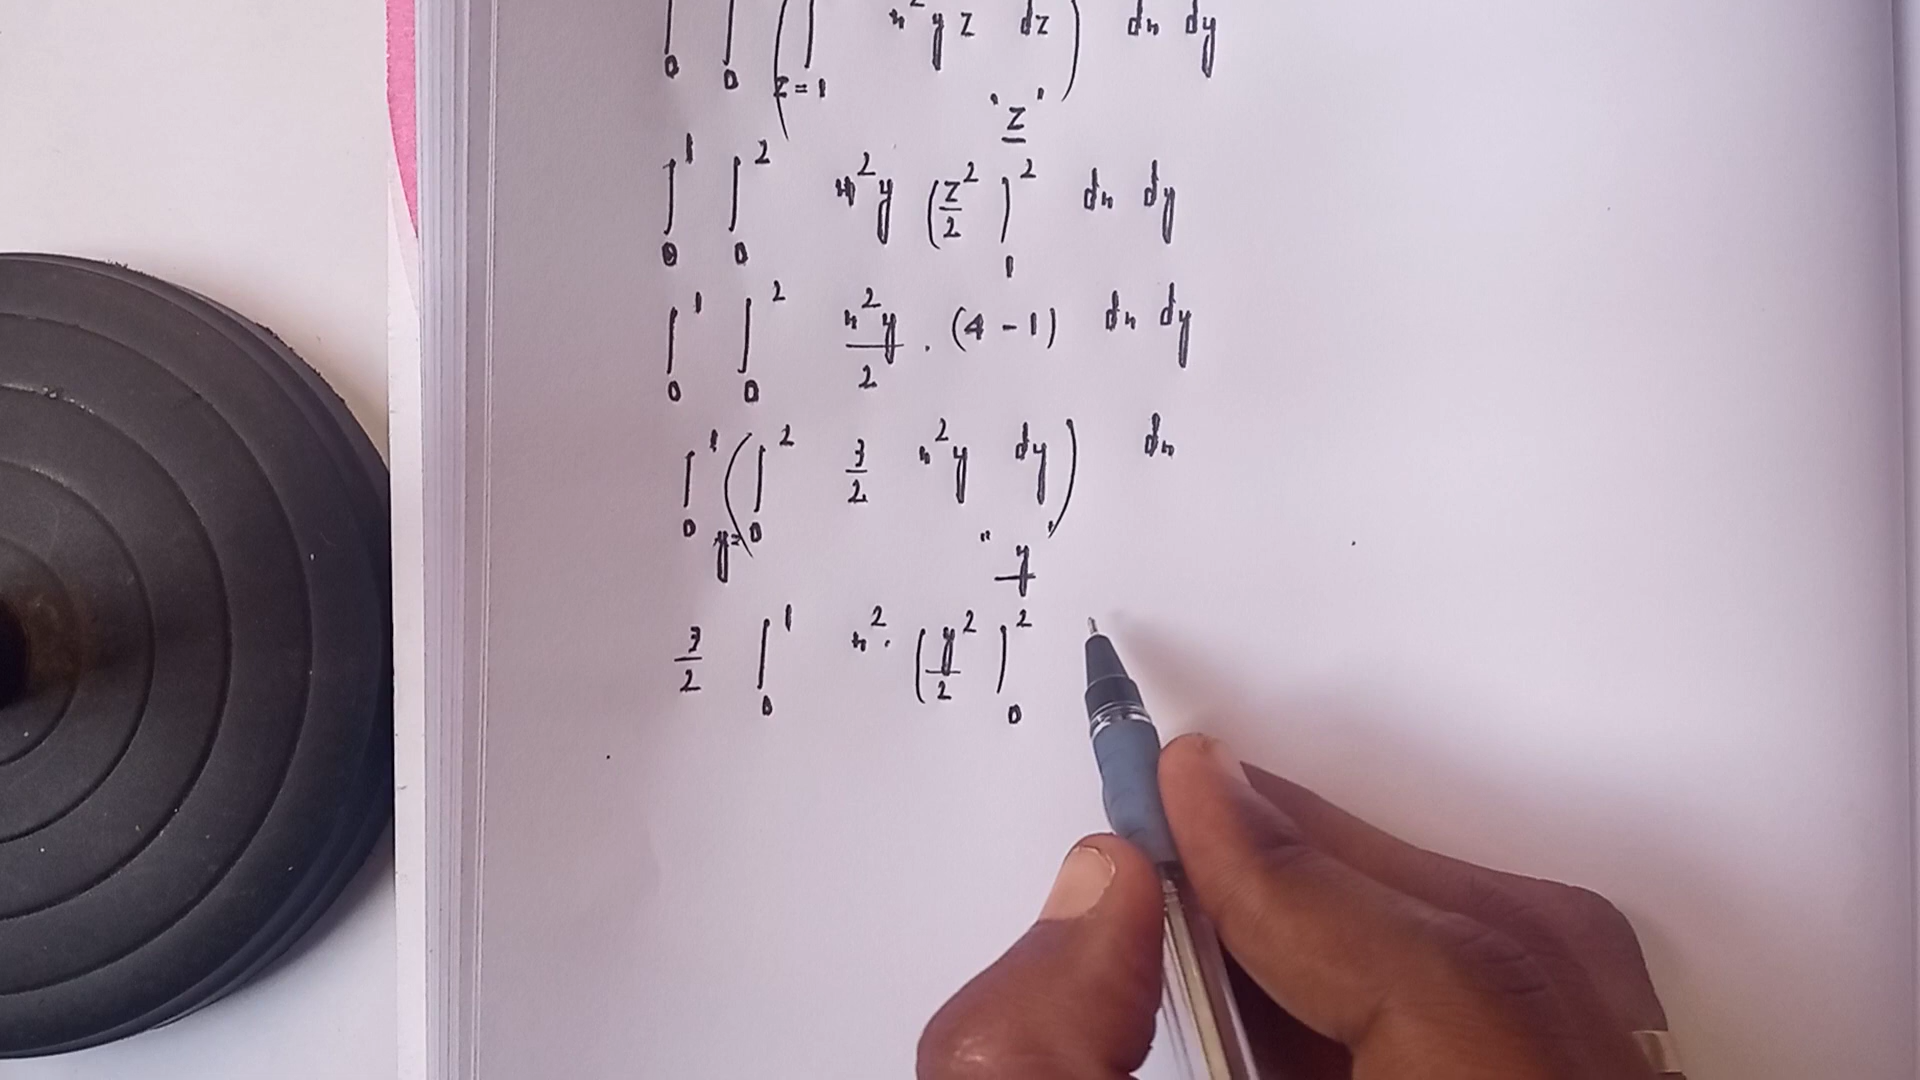 ∫₀ ∫₀ (∫_{z=1} x²yz dz) dx dy
"z"
∫₀¹ ∫₀² x²y (z²/2)₁² dx dy
∫₀¹ ∫₀² x²y/2 . (4 - 1) dx dy
∫₀¹ (∫_{y=0}² 3/2 x²y dy) dx
"y"
3/2 ∫₀¹ x² . (y²/2)₀²